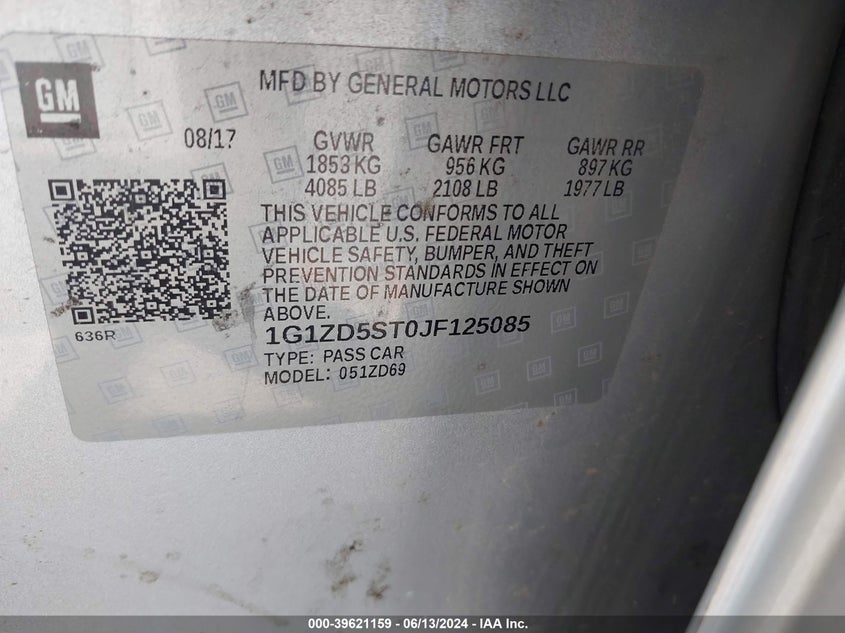 GM
MFD BY GENERAL MOTORS LLC
08/17 GVWR GAWR FRT GAWR RR
1853 KG 956 KG 897 KG
4085 LB 2108 LB 1977 LB
THIS VEHICLE CONFORMS TO ALL
APPLICABLE U.S. FEDERAL MOTOR
VEHICLE SAFETY, BUMPER, AND THEFT
PREVENTION STANDARDS IN EFFECT ON
THE DATE OF MANUFACTURE SHOWN
ABOVE.
636R
1G1ZD5ST0JF125085
TYPE: PASS CAR
MODEL: 051ZD69
000-39621159 - 06/13/2024 - IAA Inc.